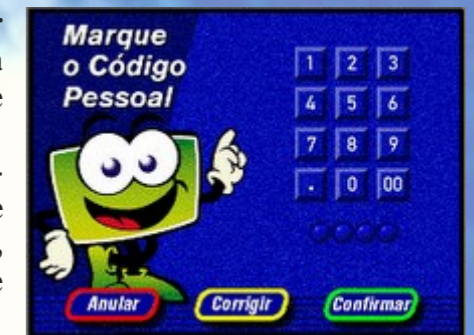 Marque
o Código
Pessoal
1 2 3
4 5 6
7 8 9
. 0 00
Anular Corrigir Confirmar